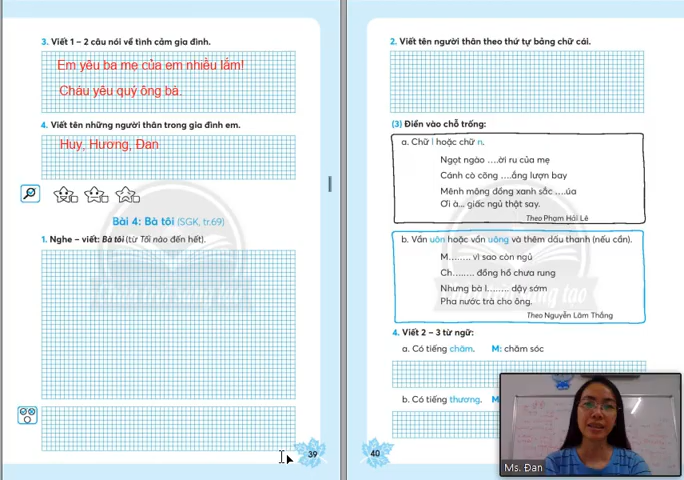 3. Viết 1 – 2 câu nói về tình cảm gia đình.
Em yêu ba mẹ của em nhiều lắm!
Cháu yêu quý ông bà.
4. Viết tên những người thân trong gia đình em.
Huy, Hương, Đan
Bài 4: Bà tôi (SGK, tr.69)
1. Nghe – viết: Bà tôi (từ Tối nào đến hết).
39
2. Viết tên người thân theo thứ tự bảng chữ cái.
(3) Điền vào chỗ trống:
a. Chữ l hoặc chữ n.
Ngọt ngào ....ời ru của mẹ
Cánh cò cõng ....ắng lượn bay
Mênh mông đồng xanh sắc ....úa
Ơi à... giấc ngủ thật say.
Theo Phạm Hải Lê
b. Vần uôn hoặc vần uông và thêm dấu thanh (nếu cần).
M........ vì sao còn ngủ
Ch........ đồng hồ chưa rung
Nhưng bà l........ dậy sớm
Pha nước trà cho ông.
Theo Nguyễn Lãm Thắng
4. Viết 2 – 3 từ ngữ:
a. Có tiếng chăm. M: chăm sóc
b. Có tiếng thương. M
40
Ms. Đan